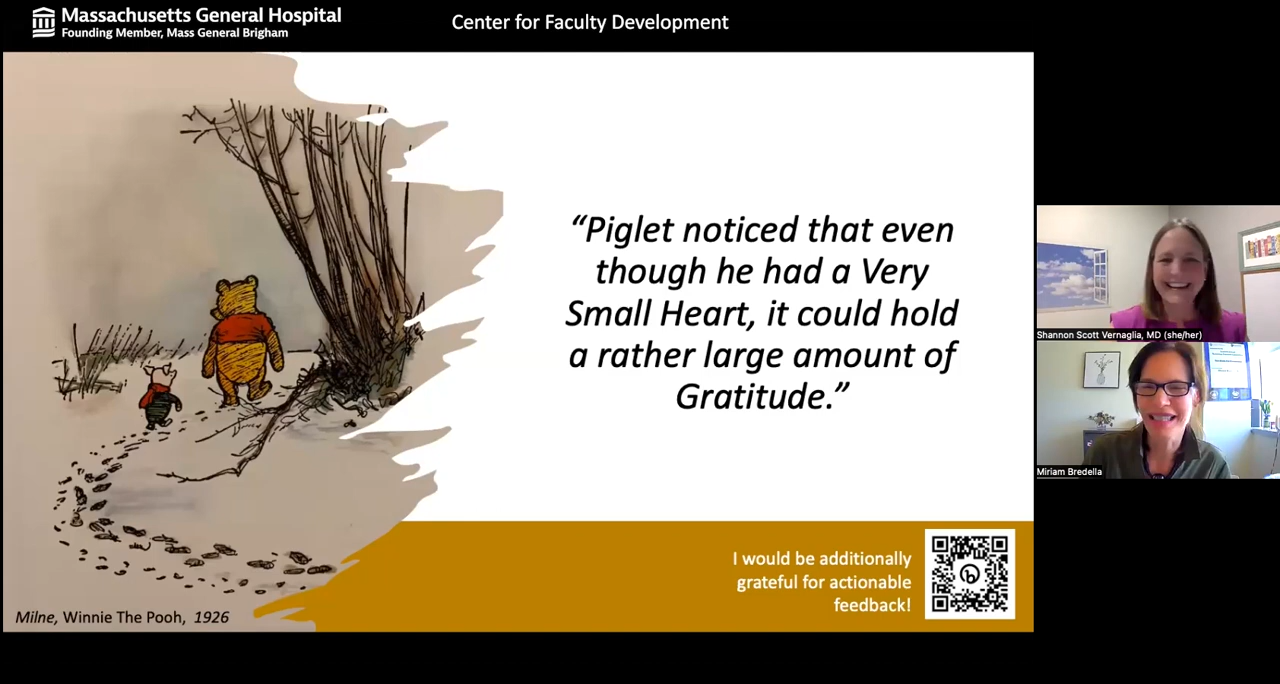 Massachusetts General Hospital
Founding Member, Mass General Brigham
Center for Faculty Development
“Piglet noticed that even
though he had a Very
Small Heart, it could hold
a rather large amount of
Gratitude.”
I would be additionally
grateful for actionable
feedback!
Milne, Winnie The Pooh, 1926
Shannon Scott Vernaglia, MD (she/her)
Miriam Bredella